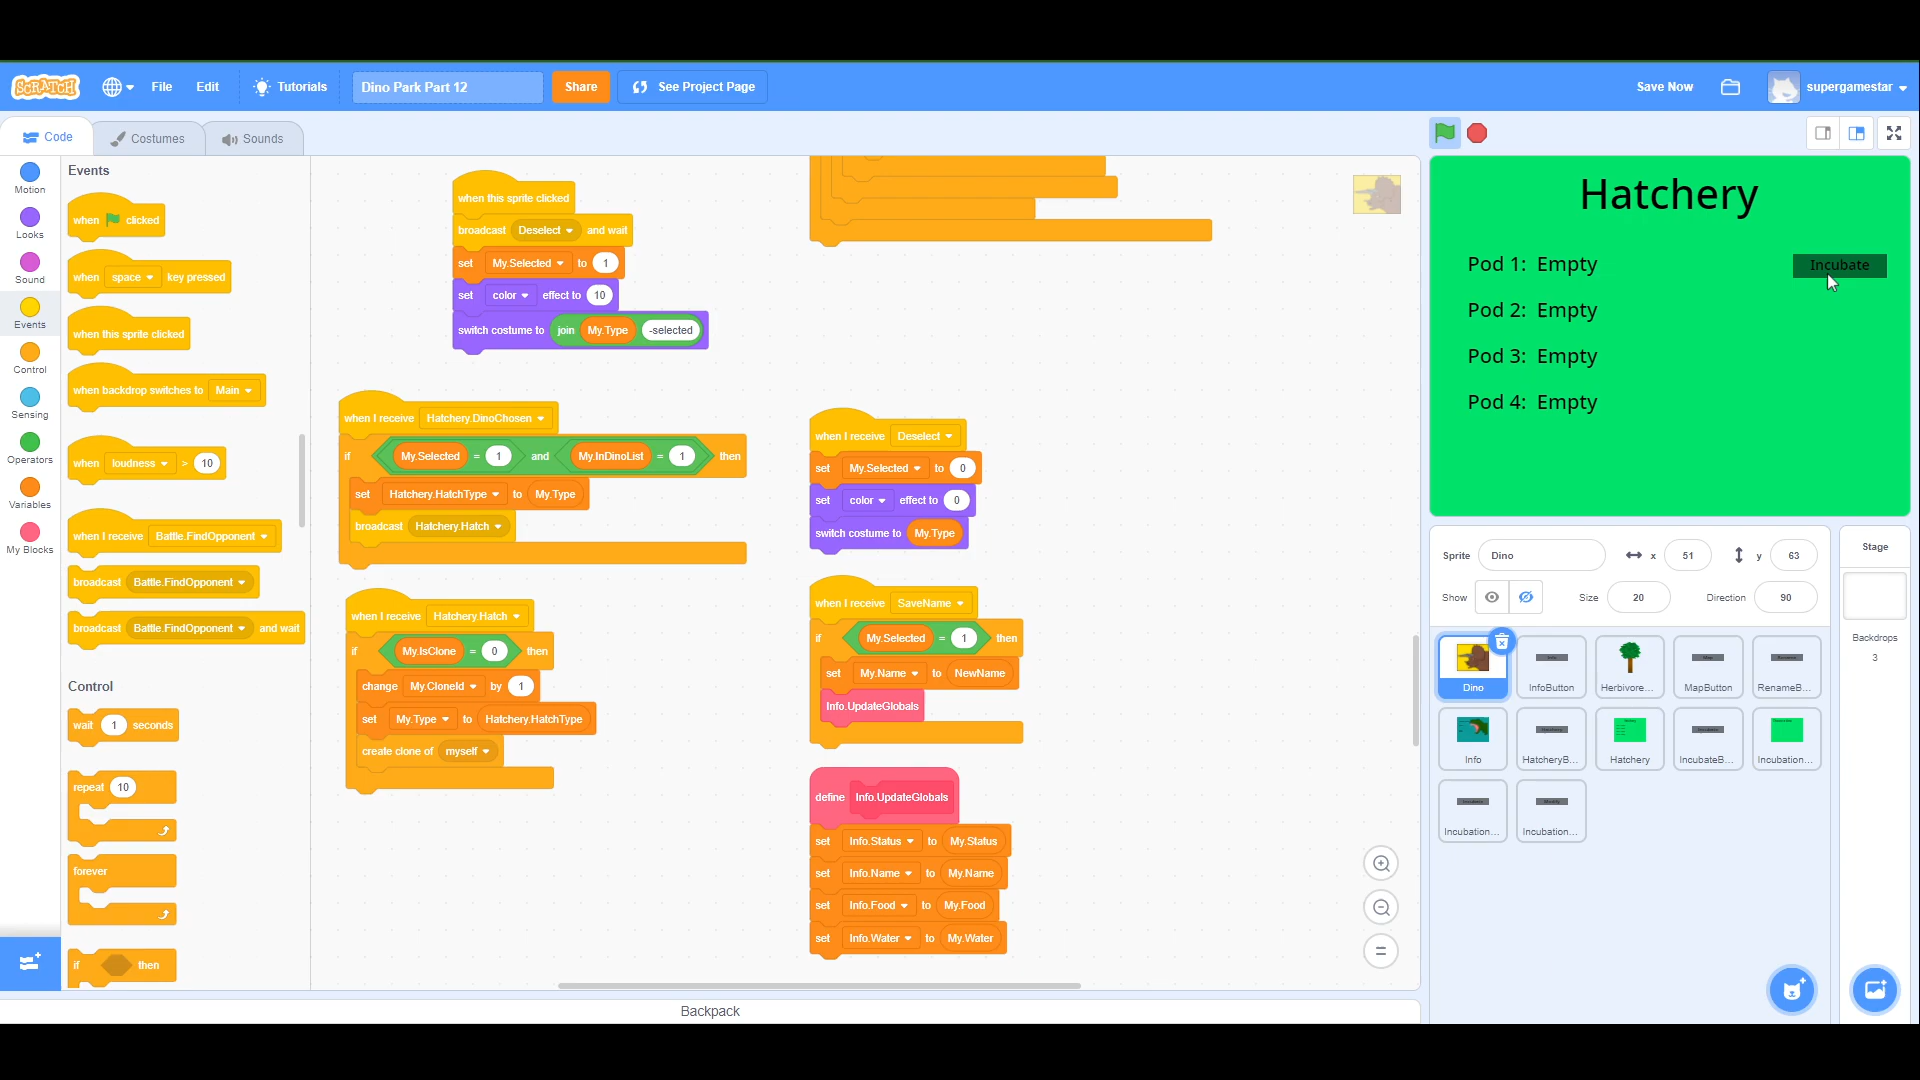 SCRATCH
File
Edit
Tutorials
Dino Park Part 12
Share
See Project Page
Save Now
supergamestar
Code
Costumes
Sounds
Motion
Looks
Sound
Events
Control
Sensing
Operators
Variables
My Blocks
Events
when clicked
when space key pressed
when this sprite clicked
when backdrop switches to Main
when loudness > 10
when I receive Battle.FindOpponent
broadcast Battle.FindOpponent
broadcast Battle.FindOpponent and wait
Control
wait 1 seconds
repeat 10
forever
if then
when this sprite clicked
broadcast Deselect and wait
set My.Selected to 1
set color effect to 10
switch costume to join My.Type -selected
when I receive Hatchery.DinoChosen
if My.Selected = 1 and My.InDinoList = 1 then
set Hatchery.HatchType to My.Type
broadcast Hatchery.Hatch
when I receive Hatchery.Hatch
if My.IsClone = 0 then
change My.CloneId by 1
set My.Type to Hatchery.HatchType
create clone of myself
when I receive Deselect
set My.Selected to 0
set color effect to 0
switch costume to My.Type
when I receive SaveName
if My.Selected = 1 then
set My.Name to NewName
Info.UpdateGlobals
define Info.UpdateGlobals
set Info.Status to My.Status
set Info.Name to My.Name
set Info.Food to My.Food
set Info.Water to My.Water
Backpack
Hatchery
Pod 1: Empty
Incubate
Pod 2: Empty
Pod 3: Empty
Pod 4: Empty
Sprite Dino x 51 y 63
Show Size 20 Direction 90
Dino
InfoButton
Herbivore...
MapButton
RenameB...
Info
HatcheryB...
Hatchery
IncubateB...
Incubation...
Incubation...
Incubation...
Stage
Backdrops
3